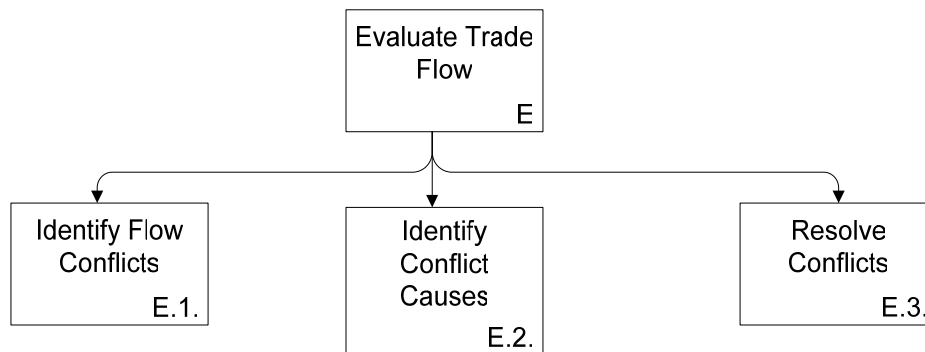 Evaluate Trade
Flow
E
Identify Flow
Conflicts
E.1.
Identify
Conflict
Causes
E.2.
Resolve
Conflicts
E.3.